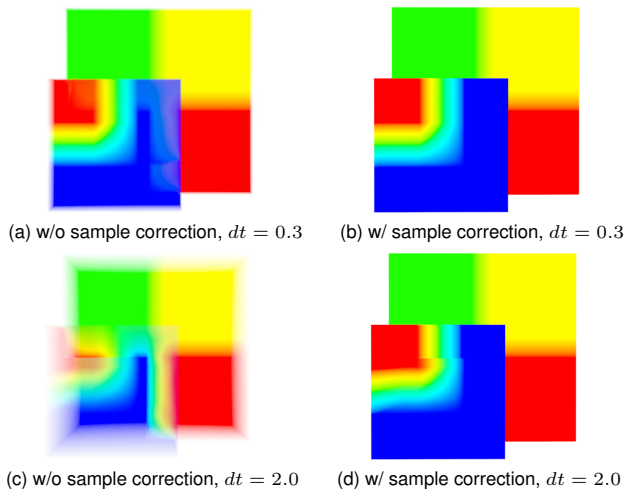 (a) w/o sample correction, dt = 0.3
(b) w/ sample correction, dt = 0.3
(c) w/o sample correction, dt = 2.0
(d) w/ sample correction, dt = 2.0